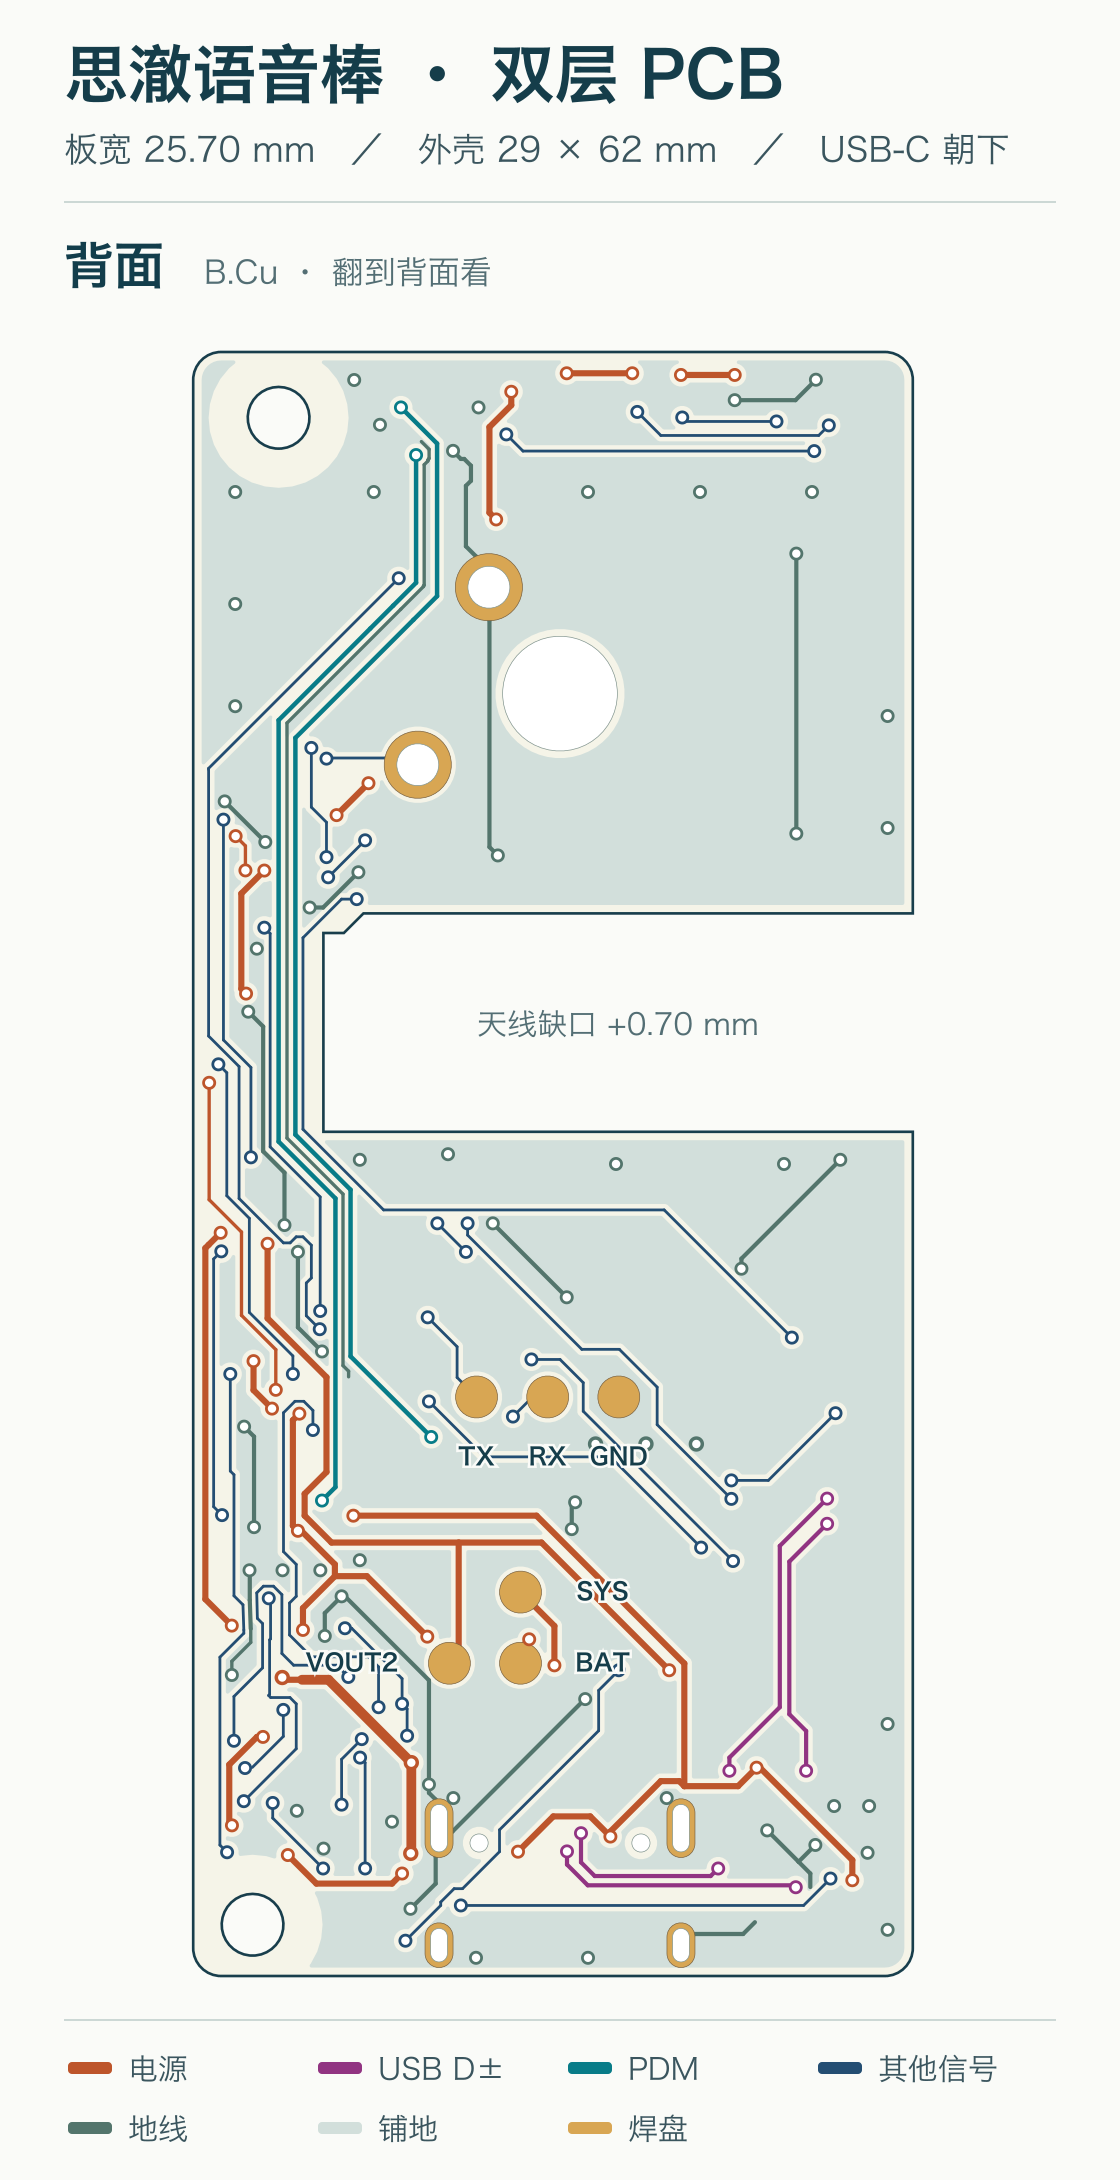 思澈语音棒 · 双层 PCB
板宽 25.70 mm ／ 外壳 29 × 62 mm ／ USB-C 朝下
背面 B.Cu · 翻到背面看
天线缺口 +0.70 mm
TX RX GND
SYS
VOUT2 BAT
电源 USB D± PDM 其他信号
地线 铺地 焊盘